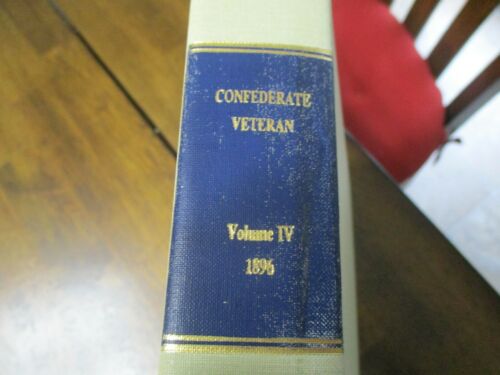 CONFEDERATE
VETERAN
Volume IV
1896